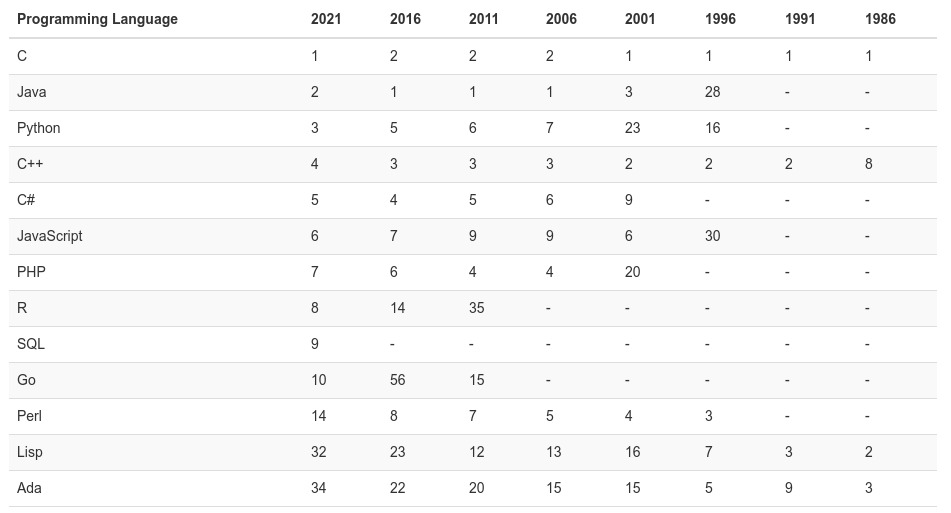 Programming Language 2021 2016 2011 2006 2001 1996 1991 1986
C 1 2 2 2 1 1 1 1
Java 2 1 1 1 3 28 - -
Python 3 5 6 7 23 16 - -
C++ 4 3 3 3 2 2 2 8
C# 5 4 5 6 9 - - -
JavaScript 6 7 9 9 6 30 - -
PHP 7 6 4 4 20 - - -
R 8 14 35 - - - - -
SQL 9 - - - - - - -
Go 10 56 15 - - - - -
Perl 14 8 7 5 4 3 - -
Lisp 32 23 12 13 16 7 3 2
Ada 34 22 20 15 15 5 9 3